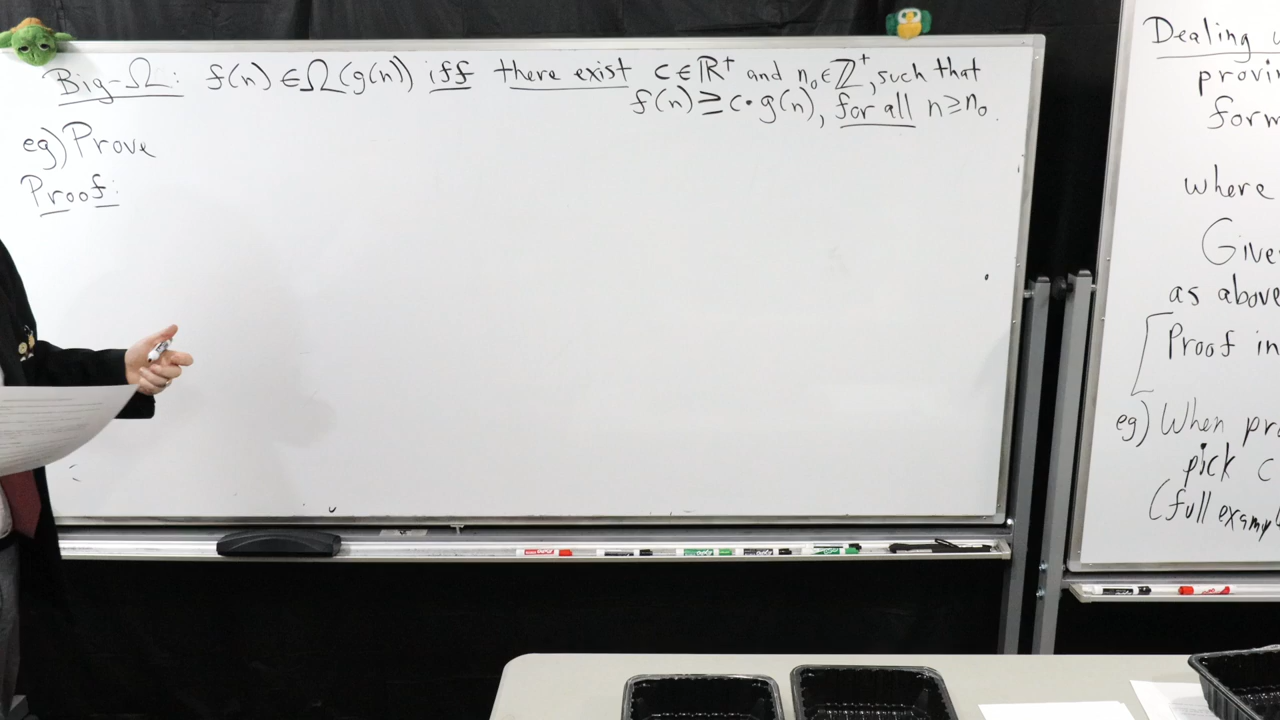 Big-Ω: f(n) ∈ Ω(g(n)) iff there exist c ∈ ℝ⁺ and n₀ ∈ ℤ⁺, such that
f(n) ≥ c·g(n), for all n ≥ n₀.
eg) Prove
Proof:
Dealing
provi
form
where
Give
as above
[Proof in
eg) When pr
pick c
(full exampl